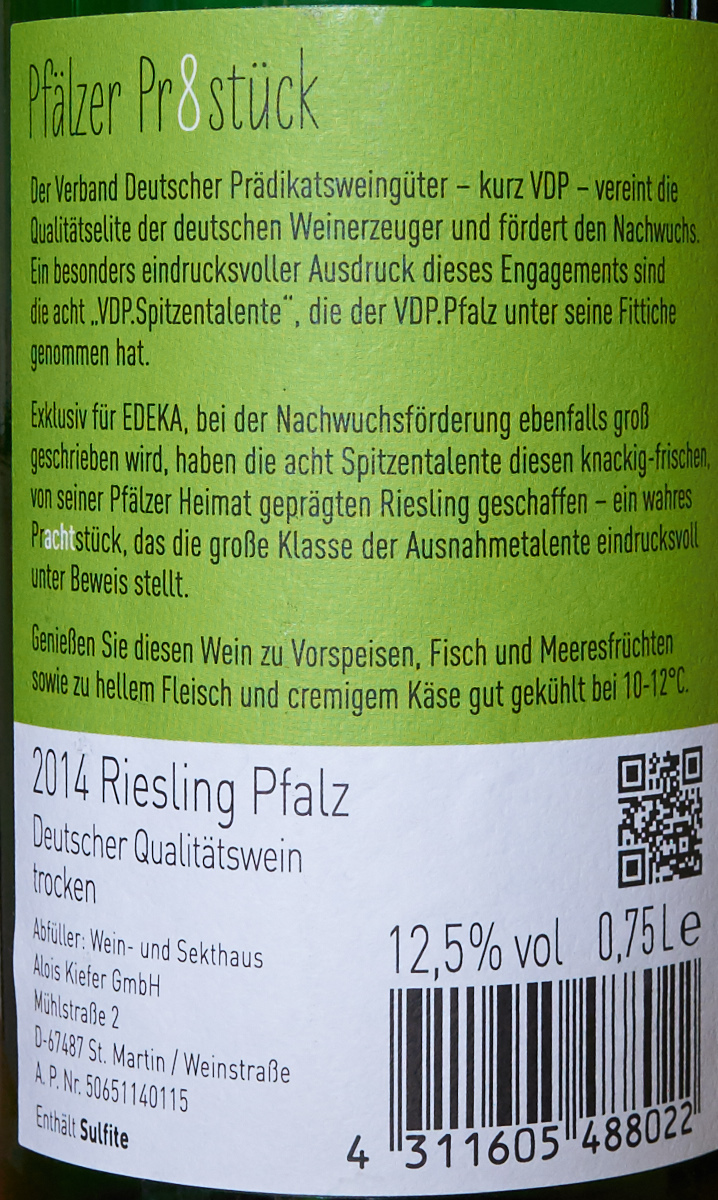 Pfälzer Pr8stück
Der Verband Deutscher Prädikatsweingüter – kurz VDP – vereint die
Qualitätselite der deutschen Weinerzeuger und fördert den Nachwuchs.
Ein besonders eindrucksvoller Ausdruck dieses Engagements sind
die acht „VDP.Spitzentalente“, die der VDP.Pfalz unter seine Fittiche
genommen hat.
Exklusiv für EDEKA, bei der Nachwuchsförderung ebenfalls groß
geschrieben wird, haben die acht Spitzentalente diesen knackig-frischen,
von seiner Pfälzer Heimat geprägten Riesling geschaffen – ein wahres
Prachtstück, das die große Klasse der Ausnahmetalente eindrucksvoll
unter Beweis stellt.
Genießen Sie diesen Wein zu Vorspeisen, Fisch und Meeresfrüchten
sowie zu hellem Fleisch und cremigem Käse gut gekühlt bei 10-12°C.
2014 Riesling Pfalz
Deutscher Qualitätswein
trocken
Abfüller: Wein- und Sekthaus
Alois Kiefer GmbH
Mühlstraße 2
D-67487 St. Martin / Weinstraße
A. P. Nr. 50651140115
Enthält Sulfite
12,5% vol 0,75 L e
4 311605 488022